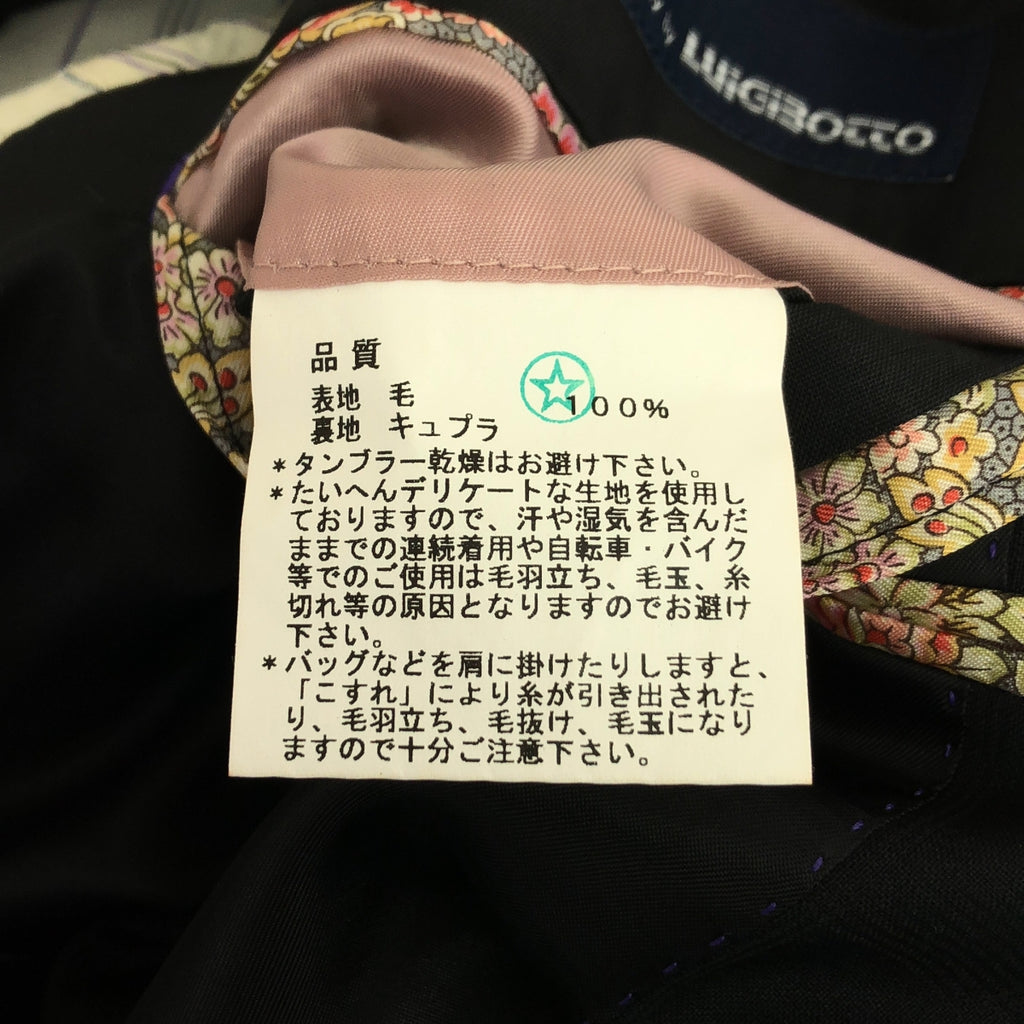 by LUIGIBOTTO
品質
表地 毛 100%
裏地 キュプラ
*タンブラー乾燥はお避け下さい。
*たいへんデリケートな生地を使用し
ておりますので、汗や湿気を含んだ
ままでの連続着用や自転車・バイク
等でのご使用は毛羽立ち、毛玉、糸
切れ等の原因となりますのでお避け
下さい。
*バッグなどを肩に掛けたりしますと、
「こすれ」により糸が引き出された
り、毛羽立ち、毛抜け、毛玉になり
ますので十分ご注意下さい。